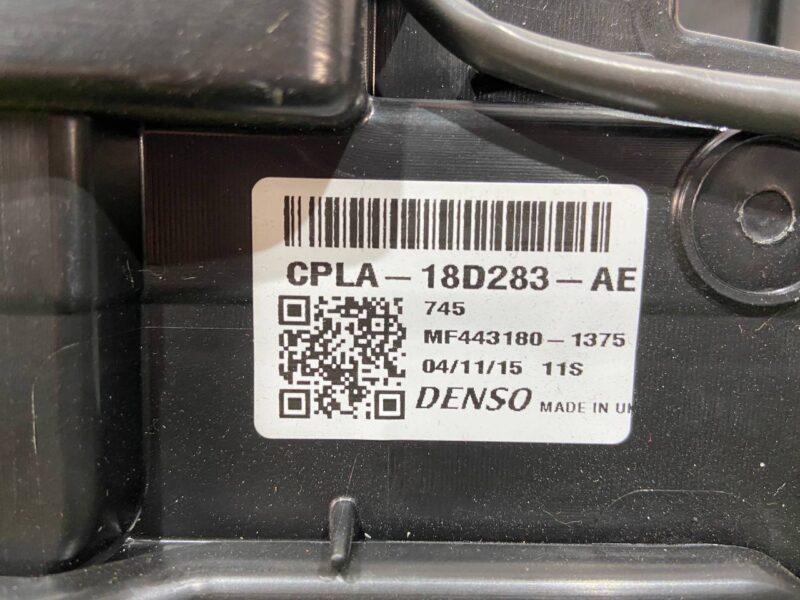 CPLA-18D283-AE
745
MF443180-1375
04/11/15 11S
DENSO MADE IN UK